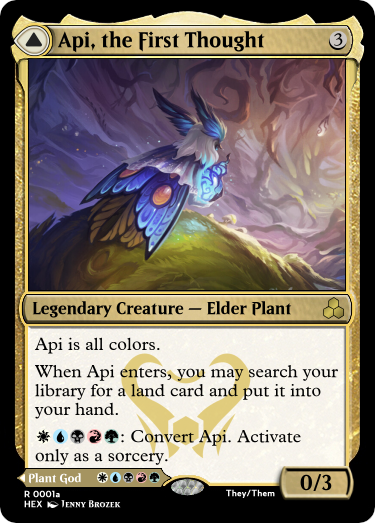 Api, the First Thought 3
Legendary Creature — Elder Plant
Api is all colors.
When Api enters, you may search your
library for a land card and put it into
your hand.
: Convert Api. Activate
only as a sorcery.
Plant God
0/3
R 0001a
HEX Jenny Brozek
They/Them